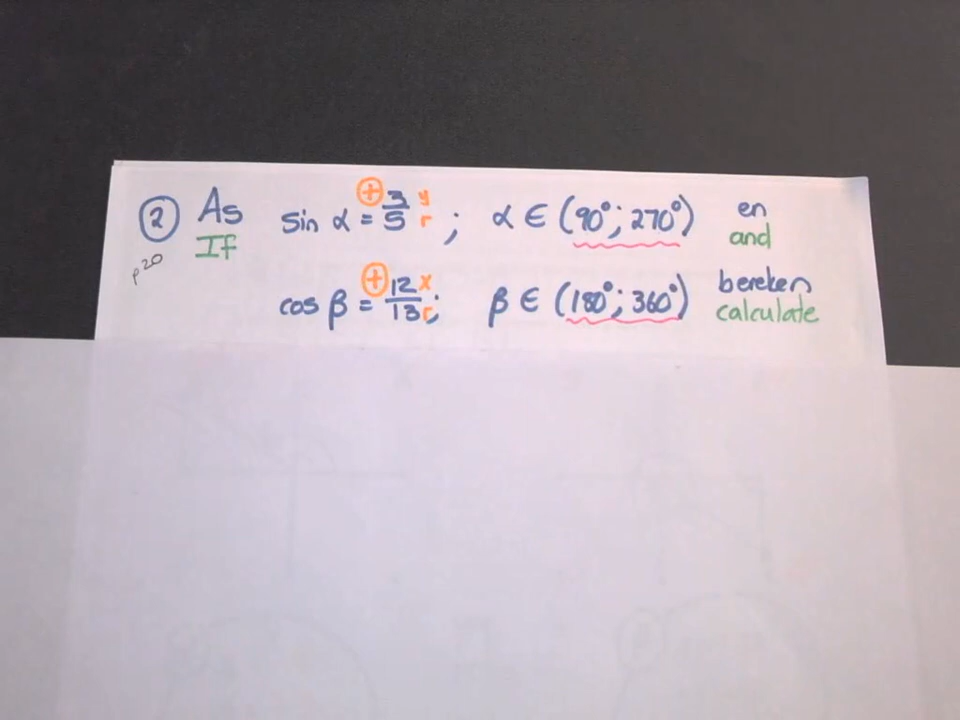 ② As sin α = ⊕3/5 y/r ; α ∈ (90°; 270°) en
If and
p20
cos β = ⊕12/13 x/r ; β ∈ (180°; 360°) bereken
calculate